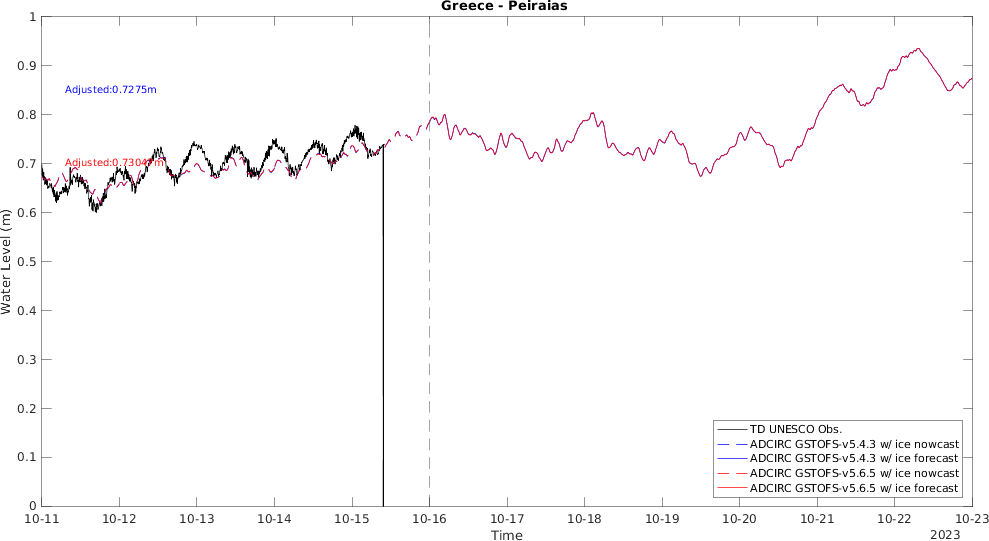 Greece - Peiraias
1
0.9
0.8
0.7
0.6
0.5
0.4
0.3
0.2
0.1
0
Water Level (m)
Adjusted:0.7275m
TD UNESCO Obs.
ADCIRC GSTOFS-v5.4.3 w/ ice nowcast
ADCIRC GSTOFS-v5.4.3 w/ ice forecast
ADCIRC GSTOFS-v5.6.5 w/ ice nowcast
ADCIRC GSTOFS-v5.6.5 w/ ice forecast
10-11 10-12 10-13 10-14 10-15 10-16 10-17 10-18 10-19 10-20 10-21 10-22 10-23
Time
2023